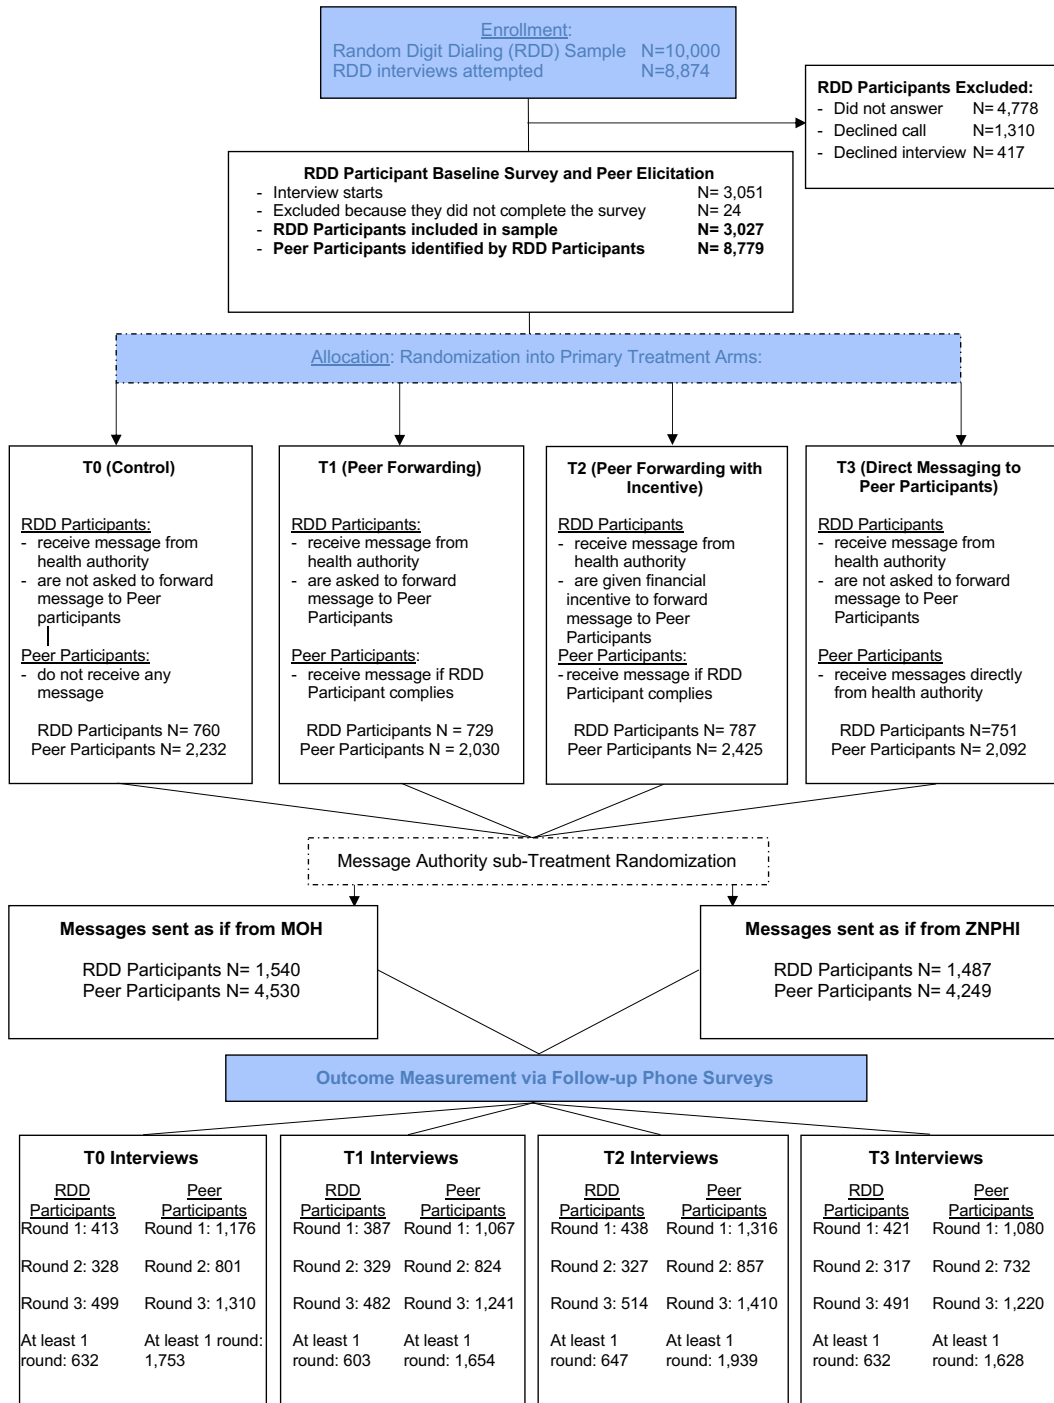 Enrollment:
Random Digit Dialing (RDD) Sample N=10,000
RDD interviews attempted N=8,874
RDD Participants Excluded:
- Did not answer N= 4,778
- Declined call N=1,310
- Declined interview N= 417
RDD Participant Baseline Survey and Peer Elicitation
- Interview starts N= 3,051
- Excluded because they did not complete the survey N= 24
- RDD Participants included in sample N= 3,027
- Peer Participants identified by RDD Participants N= 8,779
Allocation: Randomization into Primary Treatment Arms:
T0 (Control)
RDD Participants:
- receive message from
health authority
- are not asked to forward
message to Peer
participants
Peer Participants:
- do not receive any
message
RDD Participants N= 760
Peer Participants N= 2,232
T1 (Peer Forwarding)
RDD Participants:
- receive message from
health authority
- are asked to forward
message to Peer
Participants
Peer Participants:
- receive message if RDD
Participant complies
RDD Participants N= 729
Peer Participants N = 2,030
T2 (Peer Forwarding with
Incentive)
RDD Participants
- receive message from
health authority
- are given financial
incentive to forward
message to Peer
Participants
Peer Participants:
- receive message if RDD
Participant complies
RDD Participants N= 787
Peer Participants N= 2,425
T3 (Direct Messaging to
Peer Participants)
RDD Participants
- receive message from
health authority
- are not asked to forward
message to Peer
Participants
Peer Participants
- receive messages directly
from health authority
RDD Participants N=751
Peer Participants N= 2,092
Message Authority sub-Treatment Randomization
Messages sent as if from MOH
RDD Participants N= 1,540
Peer Participants N= 4,530
Messages sent as if from ZNPHI
RDD Participants N= 1,487
Peer Participants N= 4,249
Outcome Measurement via Follow-up Phone Surveys
T0 Interviews
RDD Peer
Participants Participants
Round 1: 413 Round 1: 1,176
Round 2: 328 Round 2: 801
Round 3: 499 Round 3: 1,310
At least 1 At least 1 round:
round: 632 1,753
T1 Interviews
RDD Peer
Participants Participants
Round 1: 387 Round 1: 1,067
Round 2: 329 Round 2: 824
Round 3: 482 Round 3: 1,241
At least 1 At least 1
round: 603 round: 1,654
T2 Interviews
RDD Peer
Participants Participants
Round 1: 438 Round 1: 1,316
Round 2: 327 Round 2: 857
Round 3: 514 Round 3: 1,410
At least 1 At least 1
round: 647 round: 1,939
T3 Interviews
RDD Peer
Participants Participants
Round 1: 421 Round 1: 1,080
Round 2: 317 Round 2: 732
Round 3: 491 Round 3: 1,220
At least 1 At least 1
round: 632 round: 1,628